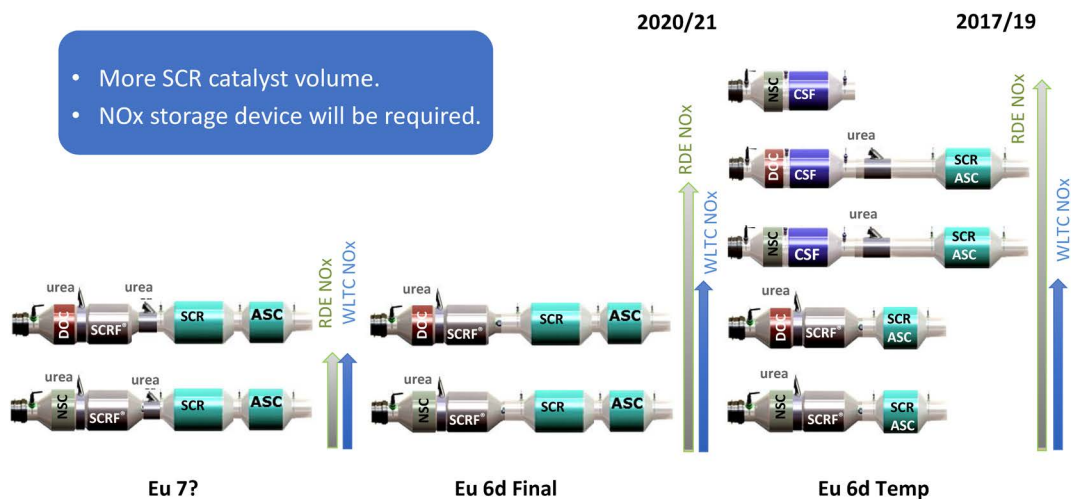 2020/21
2017/19
• More SCR catalyst volume.
• NOx storage device will be required.
NSC
CSF
urea
DOC
CSF
SCR
ASC
urea
NSC
CSF
SCR
ASC
urea
DOC
SCRF®
SCR
ASC
urea
NSC
SCRF®
SCR
ASC
RDE NOx
WLTC NOx
urea
DOC
SCRF®
SCR
ASC
urea
NSC
SCRF®
SCR
ASC
RDE NOx
WLTC NOx
urea
urea
DOC
SCRF®
SCR
ASC
urea
urea
NSC
SCRF®
SCR
ASC
RDE NOx
WLTC NOx
Eu 7?
Eu 6d Final
Eu 6d Temp